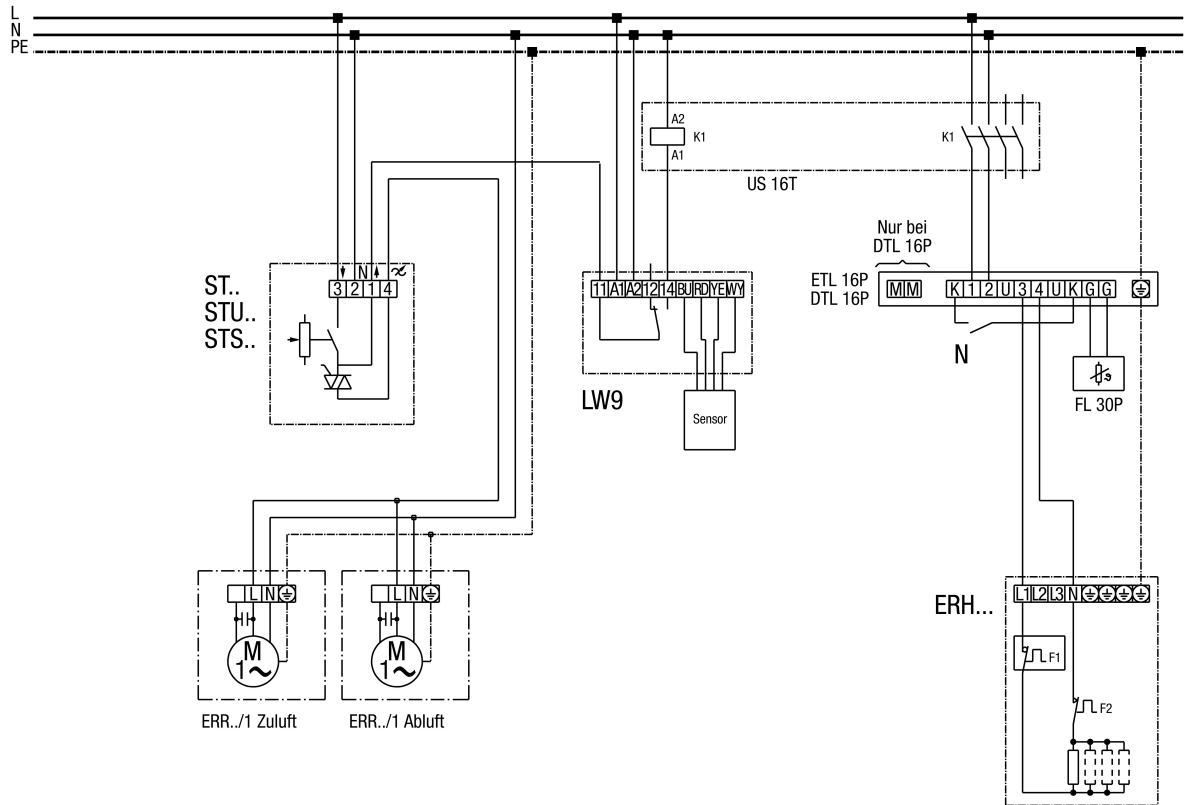 L
N
PE
A2
K1
A1
US 16T
K1
Nur bei
DTL 16P
ST..
STU..
STS..
N
3 2 1 4
11 A1 A2 12 14 BU RD YE WY
LW9
Sensor
ETL 16P
DTL 16P
M M
K 1 2 U 3 4 U K G G
N
FL 30P
L N
M
1~
ERR../1 Zuluft
L N
M
1~
ERR../1 Abluft
ERH...
L1 L2 L3 N
F1
F2